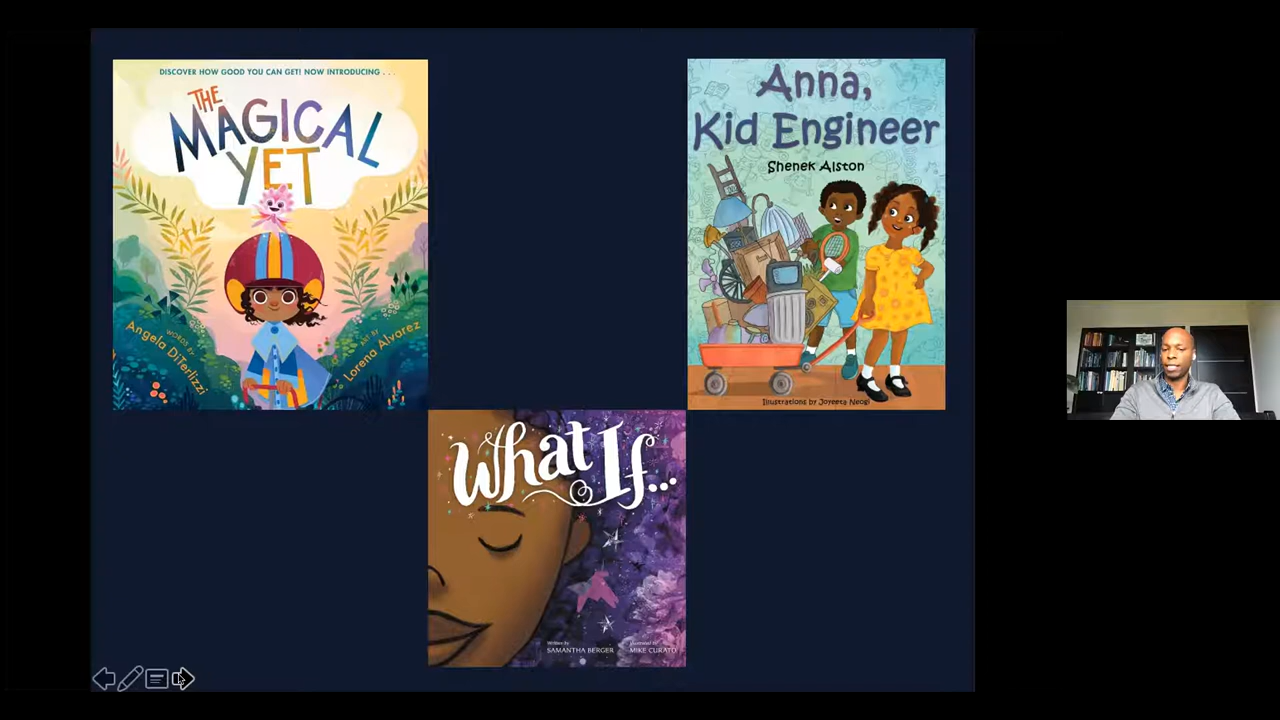 DISCOVER HOW GOOD YOU CAN GET! NOW INTRODUCING . . .
THE
MAGICAL
YET
WORDS BY
Angela DiTerlizzi
ART BY
Lorena Alvarez
Anna,
Kid Engineer
Shenek Alston
Illustrations by Joyeeta Neogi
What If...
Written by
SAMANTHA BERGER
Illustrated by
MIKE CURATO